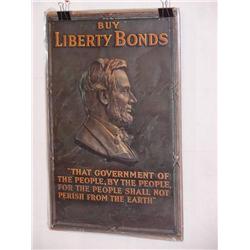 BUY
LIBERTY BONDS
"THAT GOVERNMENT OF
THE PEOPLE, BY THE PEOPLE,
FOR THE PEOPLE SHALL NOT
PERISH FROM THE EARTH"